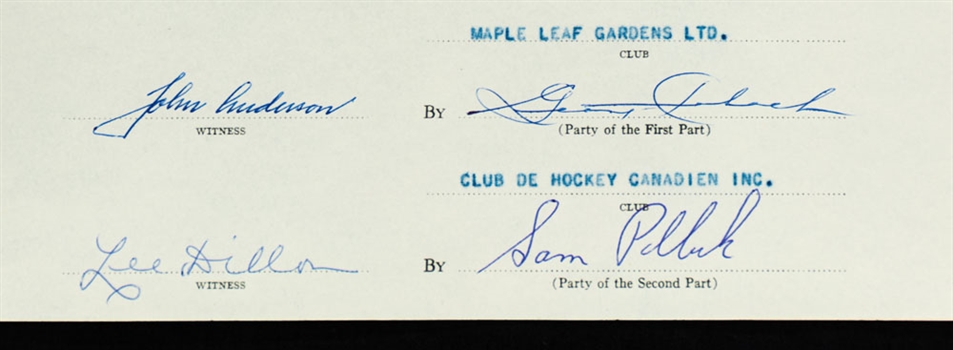 MAPLE LEAF GARDENS LTD.
CLUB
John Anderson By Imlach
WITNESS (Party of the First Part)
CLUB DE HOCKEY CANADIEN INC.
CLUB
Lee Dillon By Sam Pollock
WITNESS (Party of the Second Part)